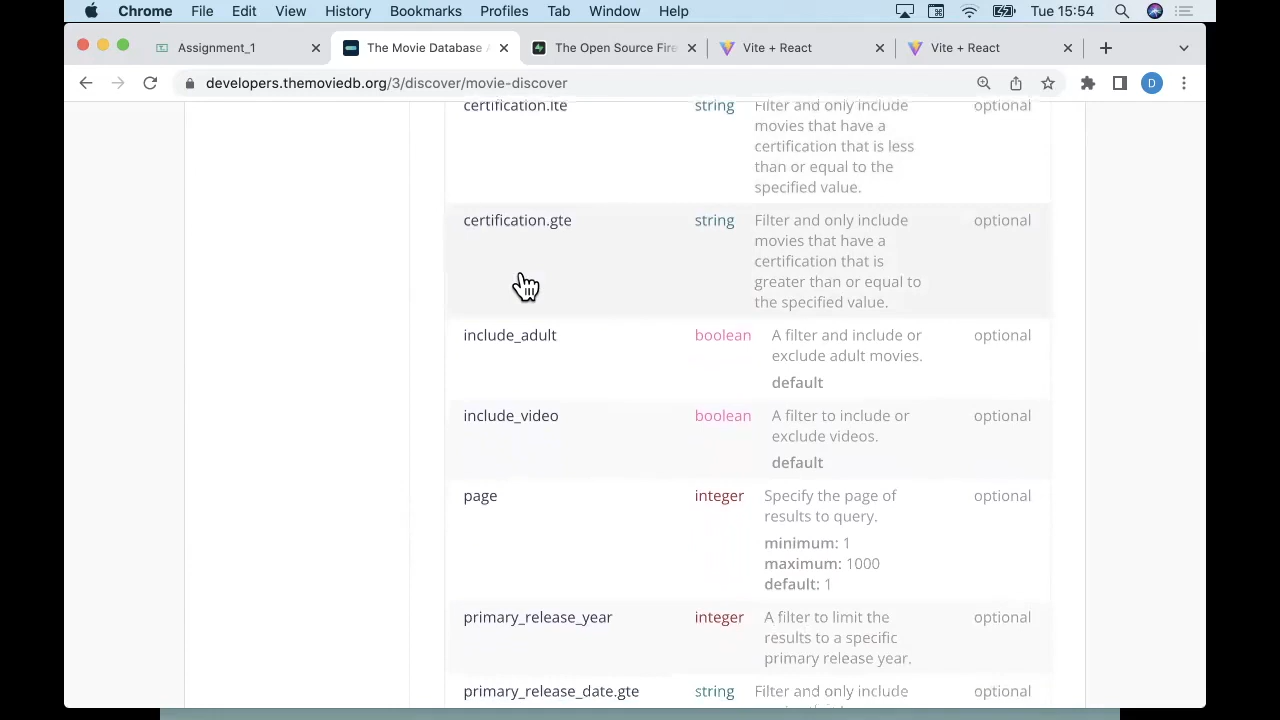 Chrome File Edit View History Bookmarks Profiles Tab Window Help Tue 15:54
Assignment_1 The Movie Database A The Open Source Fire Vite + React Vite + React
developers.themoviedb.org/3/discover/movie-discover D
certification.lte string Filter and only include optional
movies that have a
certification that is less
than or equal to the
specified value.
certification.gte string Filter and only include optional
movies that have a
certification that is
greater than or equal to
the specified value.
include_adult boolean A filter and include or optional
exclude adult movies.
default
include_video boolean A filter to include or optional
exclude videos.
default
page integer Specify the page of optional
results to query.
minimum: 1
maximum: 1000
default: 1
primary_release_year integer A filter to limit the optional
results to a specific
primary release year.
primary_release_date.gte string Filter and only include optional